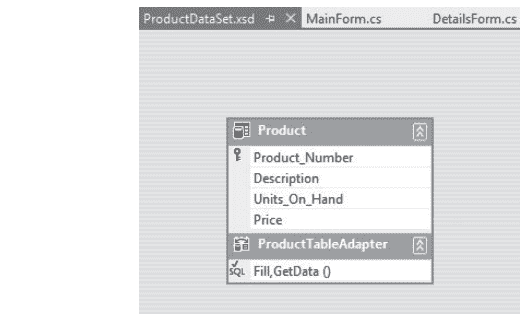 ProductDataSet.xsd MainForm.cs DetailsForm.cs
Product
Product_Number
Description
Units_On_Hand
Price
ProductTableAdapter
SQL Fill,GetData ()